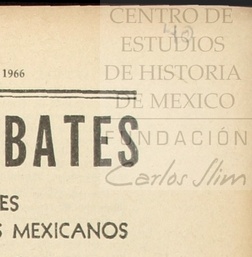 CENTRO DE
ESTUDIOS
DE HISTORIA
DE MEXICO
FUNDACIÓN
Carlos Slim
1966
BATES
ES
S MEXICANOS